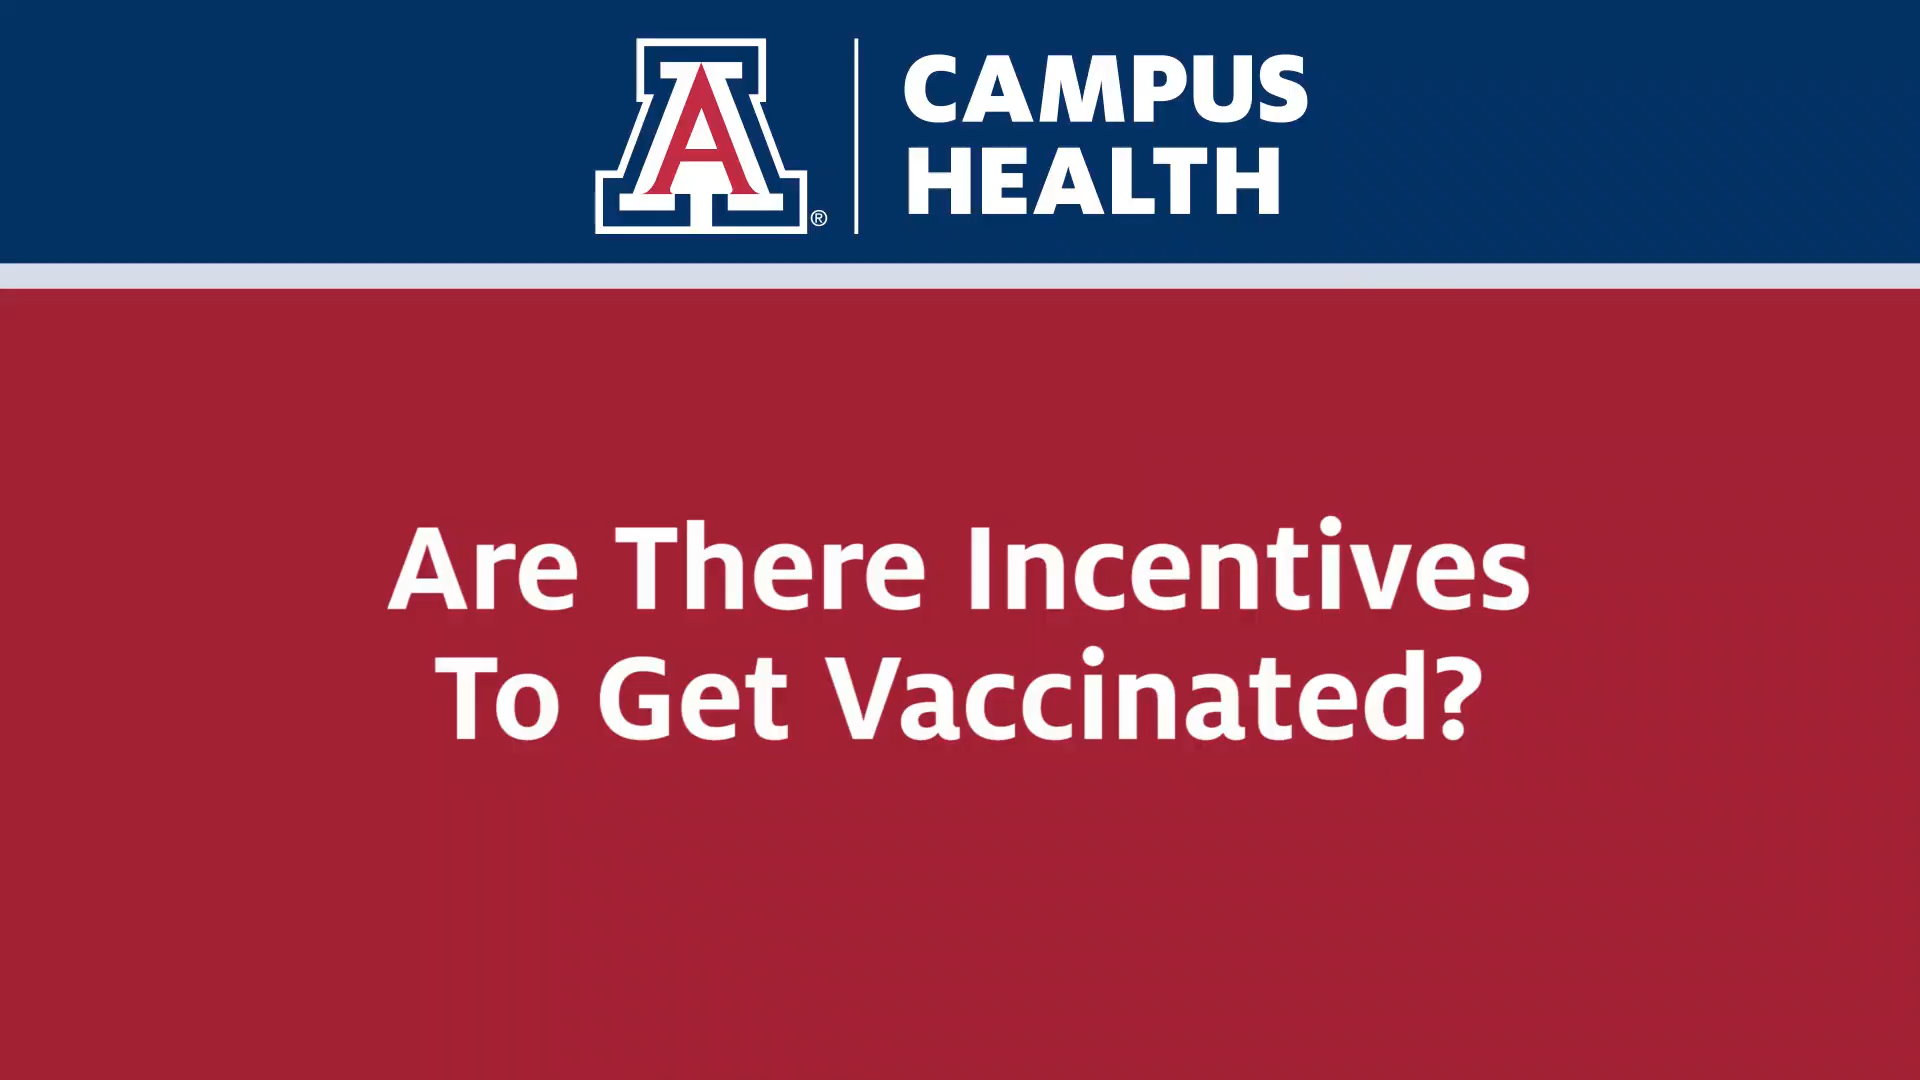 A®
CAMPUS
HEALTH
Are There Incentives
To Get Vaccinated?